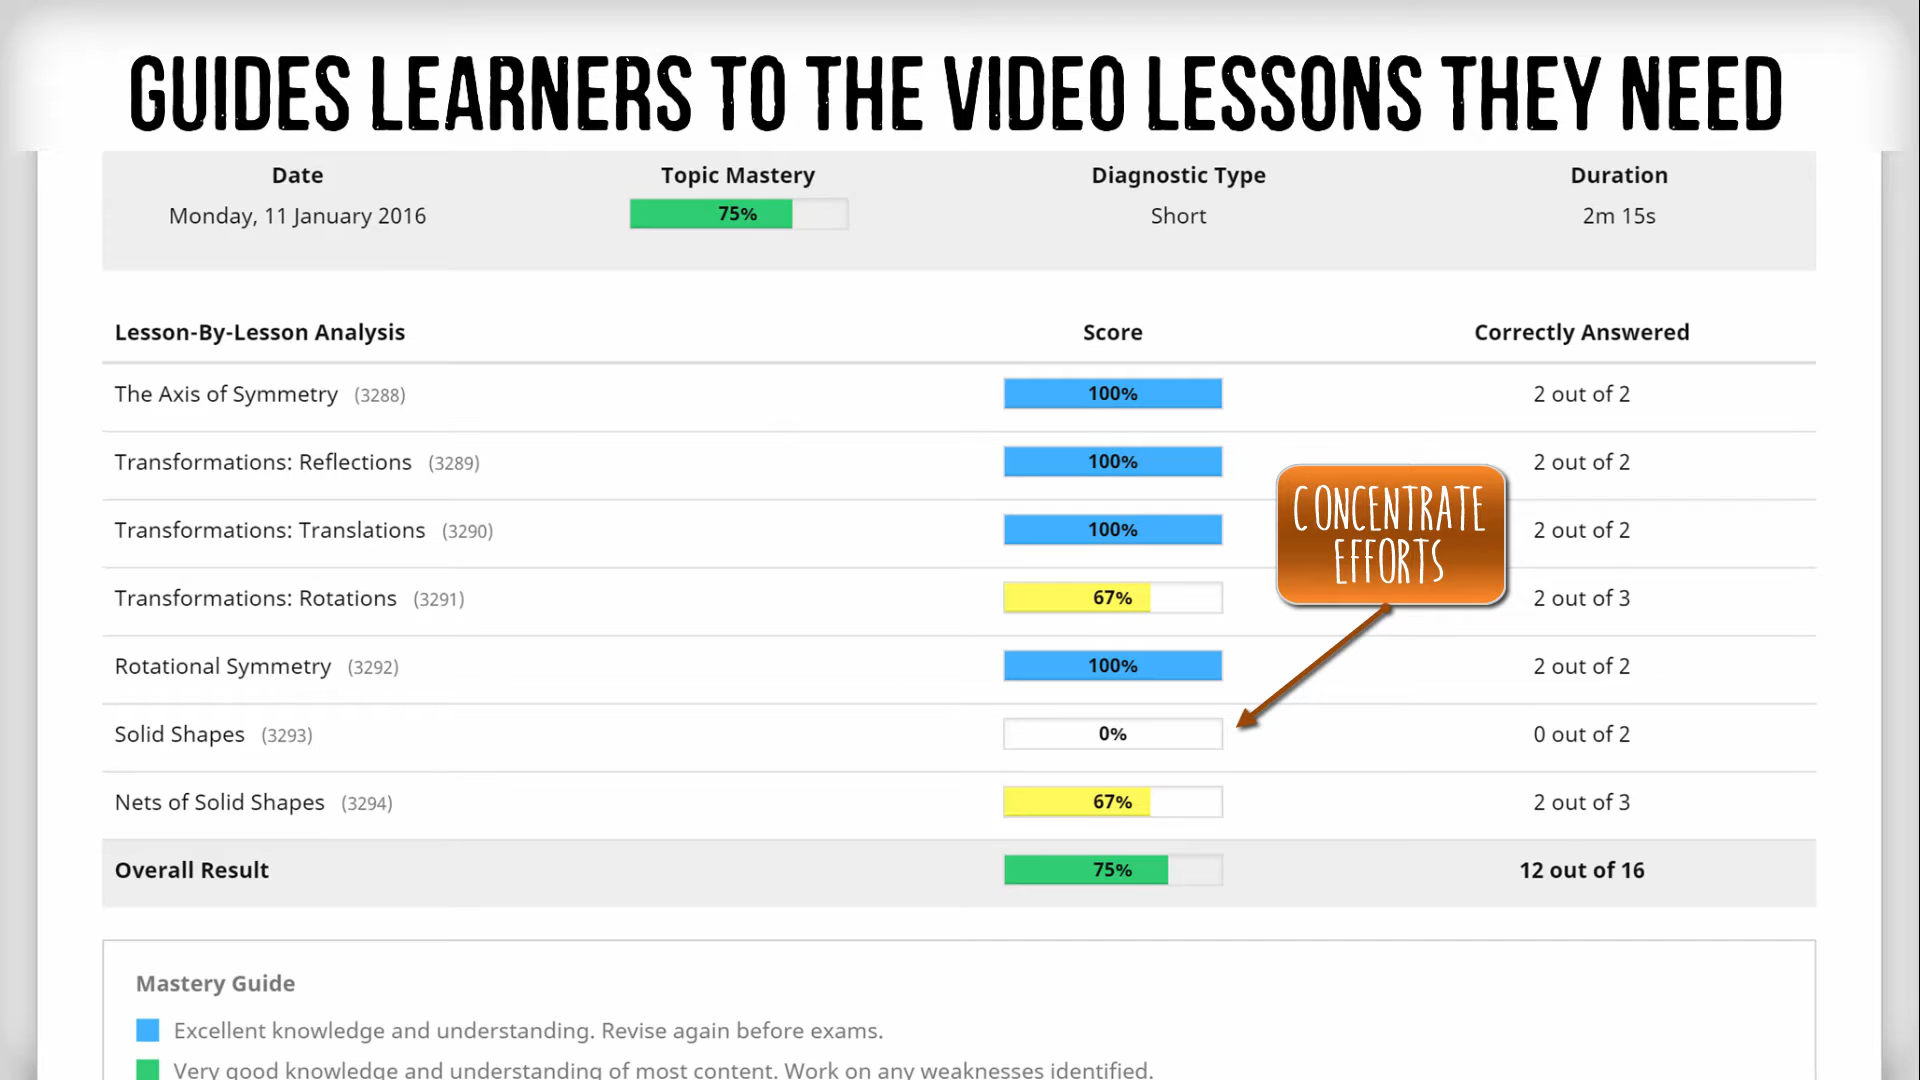 GUIDES LEARNERS TO THE VIDEO LESSONS THEY NEED
Date Topic Mastery Diagnostic Type Duration
Monday, 11 January 2016 75% Short 2m 15s
Lesson-By-Lesson Analysis Score Correctly Answered
The Axis of Symmetry (3288) 100% 2 out of 2
Transformations: Reflections (3289) 100% 2 out of 2
CONCENTRATE
EFFORTS
Transformations: Translations (3290) 100% 2 out of 2
Transformations: Rotations (3291) 67% 2 out of 3
Rotational Symmetry (3292) 100% 2 out of 2
Solid Shapes (3293) 0% 0 out of 2
Nets of Solid Shapes (3294) 67% 2 out of 3
Overall Result 75% 12 out of 16
Mastery Guide
Excellent knowledge and understanding. Revise again before exams.
Very good knowledge and understanding of most content. Work on any weaknesses identified.